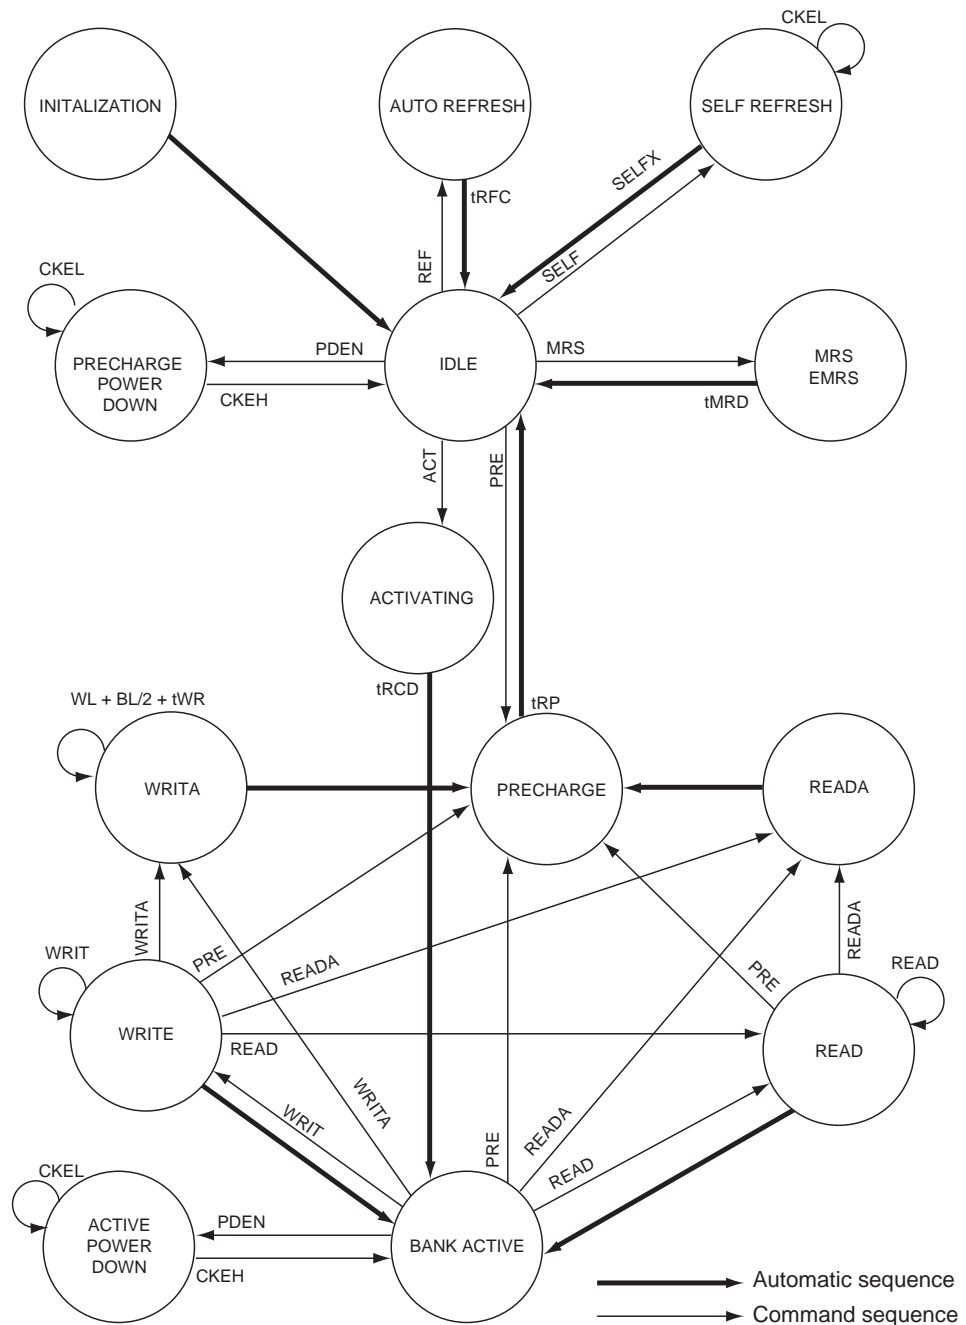 CKEL
INITALIZATION
AUTO REFRESH
SELF REFRESH
SELFX
tRFC
REF
SELF
CKEL
PRECHARGE
POWER
DOWN
PDEN
CKEH
IDLE
MRS
tMRD
MRS
EMRS
ACT
PRE
ACTIVATING
tRCD
tRP
WL + BL/2 + tWR
WRITA
PRECHARGE
READA
WRITA
PRE
READA
PRE
READA
WRIT
READ
WRITE
READ
READ
WRIT
WRITA
PRE
READA
READ
CKEL
ACTIVE
POWER
DOWN
PDEN
CKEH
BANK ACTIVE
Automatic sequence
Command sequence